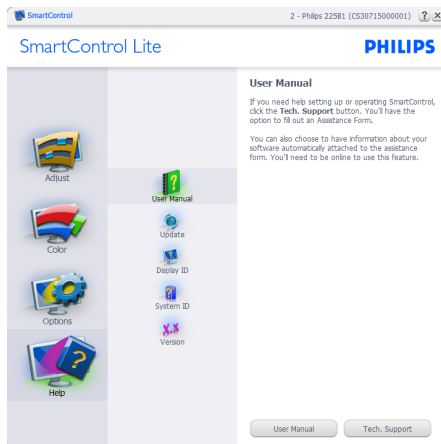 SmartControl
2 - Philips 225B1 (CS30715000001)
?
X
SmartControl Lite
PHILIPS
Adjust
Color
Options
Help
User Manual
Update
Display ID
System ID
X.X
Version
User Manual
If you need help setting up or operating SmartControl,
click the Tech. Support button. You'll have the
option to fill out an Assistance Form.
You can also choose to have information about your
software automatically attached to the assistance
form. You'll need to be online to use this feature.
User Manual
Tech. Support